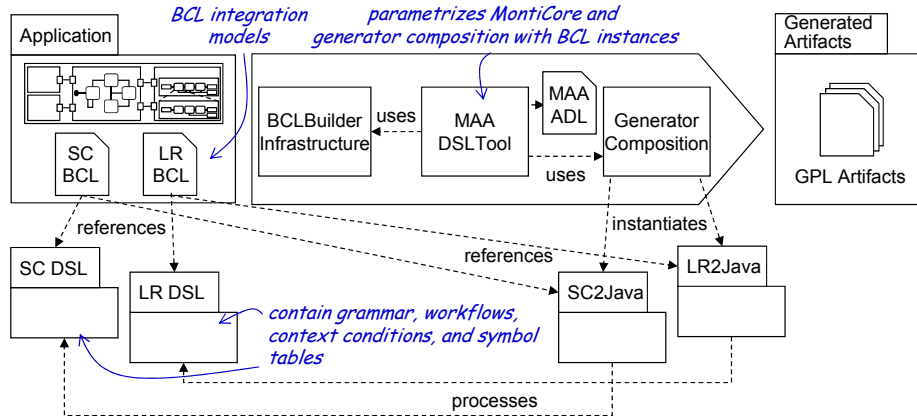 BCL integration
models
parametrizes MontiCore and
generator composition with BCL instances
Application
Generated
Artifacts
SC
BCL
LR
BCL
BCLBuilder
Infrastructure
uses
MAA
DSLTool
MAA
ADL
uses
Generator
Composition
GPL Artifacts
references
references
instantiates
SC DSL
LR DSL
SC2Java
LR2Java
contain grammar, workflows,
context conditions, and symbol
tables
processes